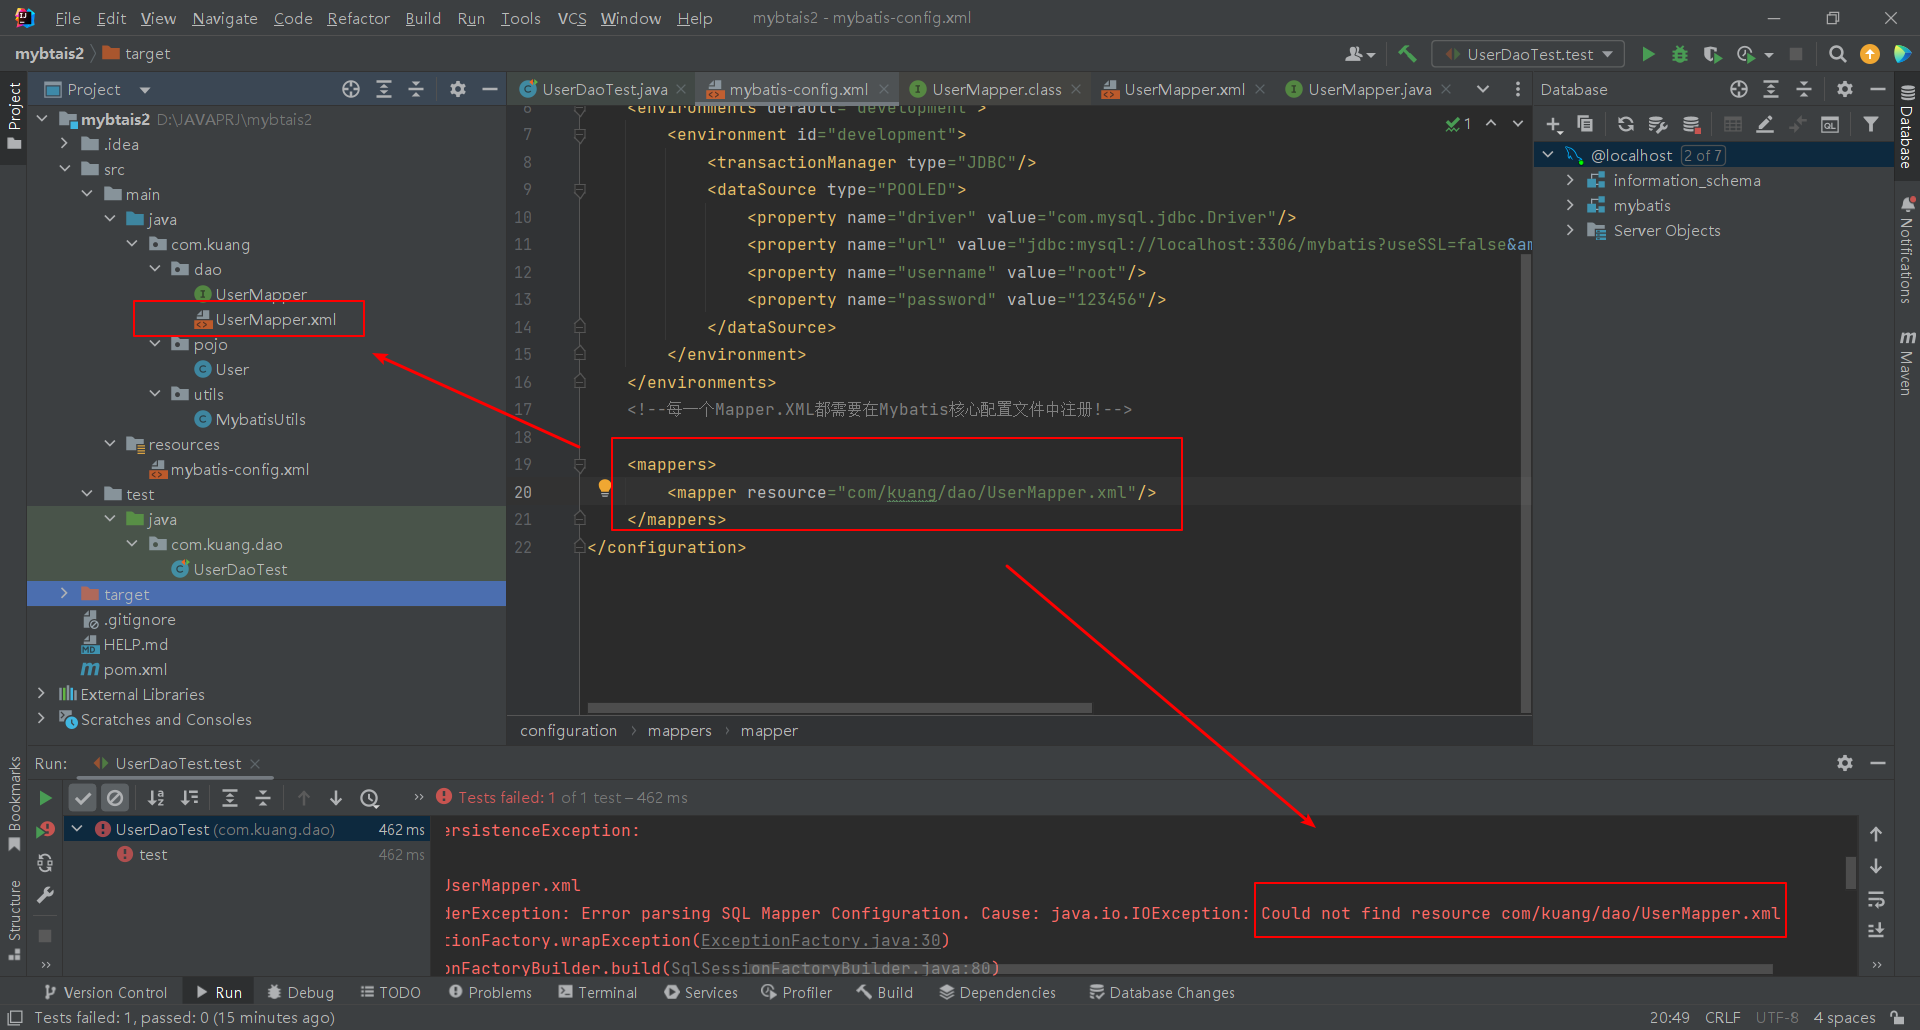 File Edit View Navigate Code Refactor Build Run Tools VCS Window Help mybtais2 - mybatis-config.xml
mybtais2 target
UserDaoTest.test
Project
Project
mybtais2 D:\JAVAPRJ\mybtais2
.idea
src
main
java
com.kuang
dao
UserMapper
UserMapper.xml
pojo
User
utils
MybatisUtils
resources
mybatis-config.xml
test
java
com.kuang.dao
UserDaoTest
target
.gitignore
HELP.md
pom.xml
External Libraries
Scratches and Consoles
UserDaoTest.java mybatis-config.xml UserMapper.class UserMapper.xml UserMapper.java
1
6 <environments default="development">
7 <environment id="development">
8 <transactionManager type="JDBC"/>
9 <dataSource type="POOLED">
10 <property name="driver" value="com.mysql.jdbc.Driver"/>
11 <property name="url" value="jdbc:mysql://localhost:3306/mybatis?useSSL=false&am
12 <property name="username" value="root"/>
13 <property name="password" value="123456"/>
14 </dataSource>
15 </environment>
16 </environments>
17 <!--每一个Mapper.XML都需要在Mybatis核心配置文件中注册!-->
18
19 <mappers>
20 <mapper resource="com/kuang/dao/UserMapper.xml"/>
21 </mappers>
22 </configuration>
configuration mappers mapper
Database
@localhost 2 of 7
information_schema
mybatis
Server Objects
Database
Notifications
Maven
Run: UserDaoTest.test
Tests failed: 1 of 1 test – 462 ms
UserDaoTest (com.kuang.dao) 462 ms
test 462 ms
ersistenceException:
UserMapper.xml
derException: Error parsing SQL Mapper Configuration. Cause: java.io.IOException: Could not find resource com/kuang/dao/UserMapper.xml
tionFactory.wrapException(ExceptionFactory.java:30)
onFactoryBuilder.build(SqlSessionFactoryBuilder.java:80)
Bookmarks
Structure
Version Control Run Debug TODO Problems Terminal Services Profiler Build Dependencies Database Changes
Tests failed: 1, passed: 0 (15 minutes ago) 20:49 CRLF UTF-8 4 spaces